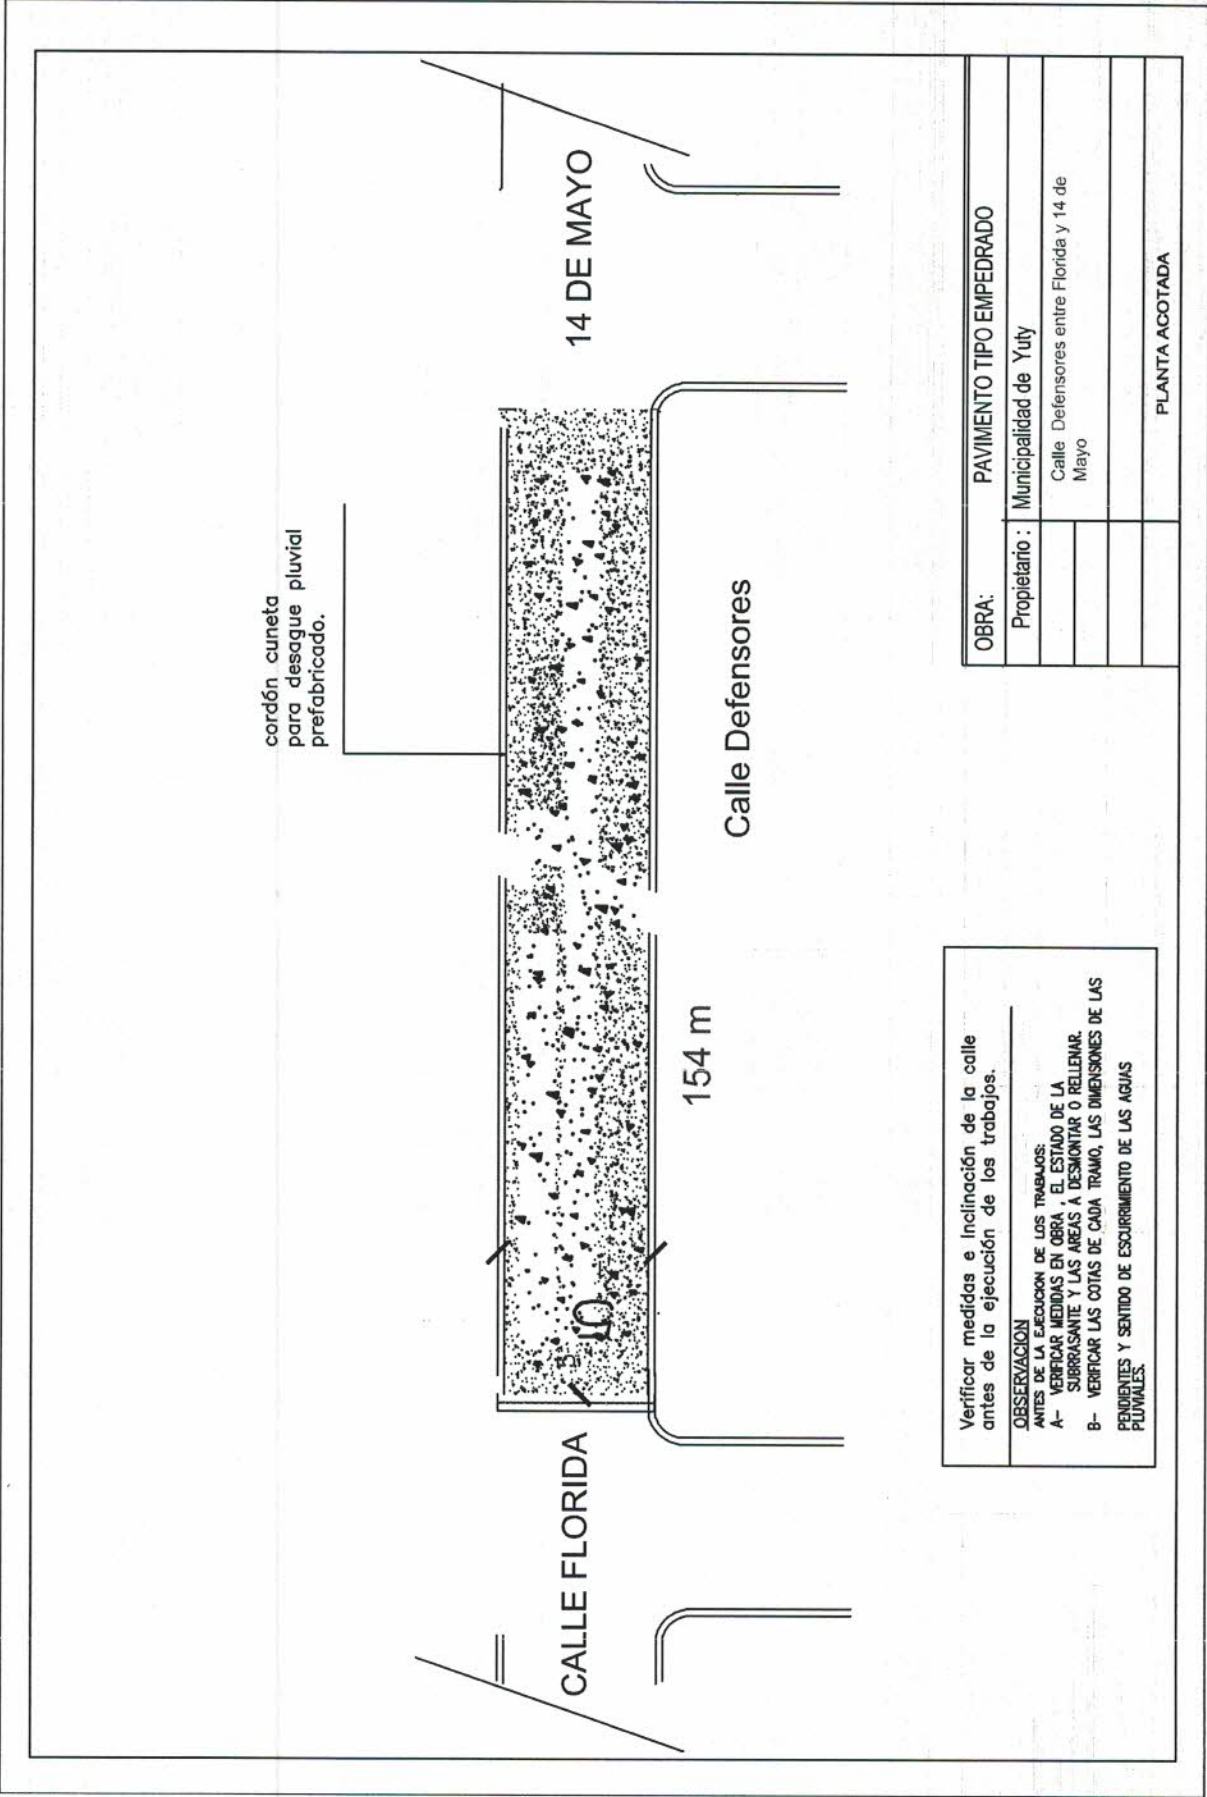 cordón cuneta
para desague pluvial
prefabricado.
CALLE FLORIDA
14 DE MAYO
5
154 m
Calle Defensores
Verificar medidas e Inclinación de la calle
antes de la ejecución de los trabajos.
OBSERVACION
ANTES DE LA EJECUCION DE LOS TRABAJOS:
A- VERIFICAR MEDIDAS EN OBRA , EL ESTADO DE LA
SUBRRASANTE Y LAS AREAS A DESMONTAR O RELLENAR.
B- VERIFICAR LAS COTAS DE CADA TRAMO, LAS DIMENSIONES DE LAS
PENDIENTES Y SENTIDO DE ESCURRIMIENTO DE LAS AGUAS
PLUVIALES.
OBRA: PAVIMENTO TIPO EMPEDRADO
Propietario : Municipalidad de Yuty
Calle Defensores entre Florida y 14 de
Mayo
PLANTA ACOTADA